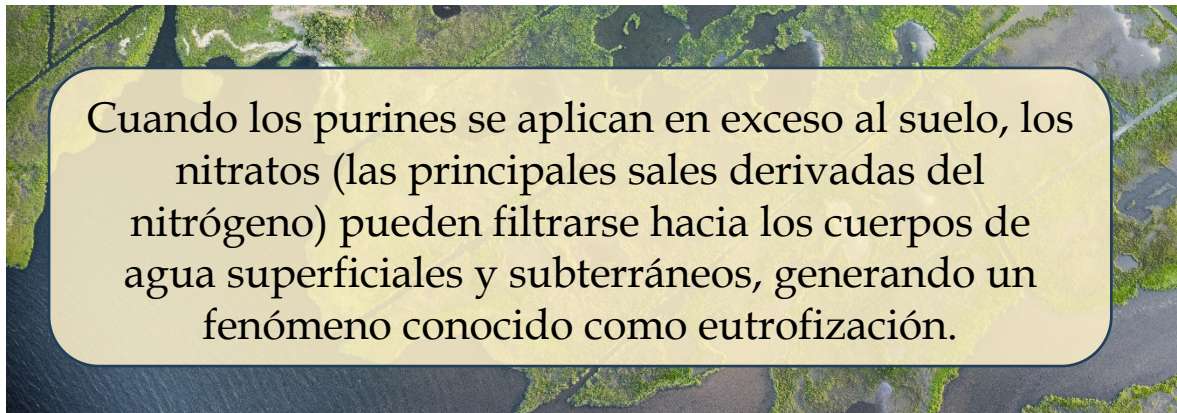 Cuando los purines se aplican en exceso al suelo, los
nitratos (las principales sales derivadas del
nitrógeno) pueden filtrarse hacia los cuerpos de
agua superficiales y subterráneos, generando un
fenómeno conocido como eutrofización.